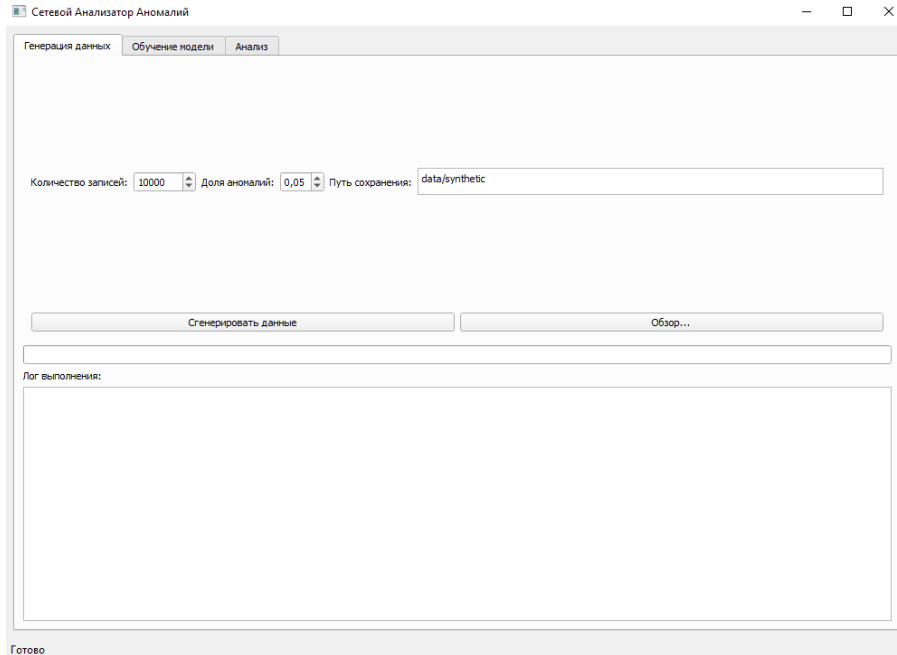 Сетевой Анализатор Аномалий
Генерация данных Обучение модели Анализ
Количество записей: 10000 Доля аномалий: 0,05 Путь сохранения: data/synthetic
Сгенерировать данные Обзор...
Лог выполнения:
Готово